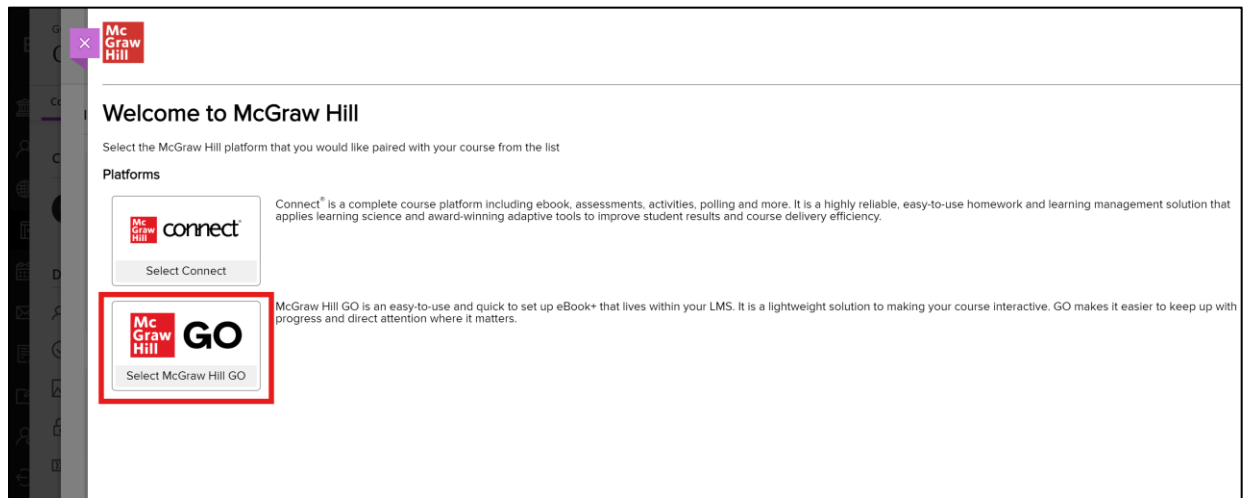 Mc
Graw
Hill
Welcome to McGraw Hill
Select the McGraw Hill platform that you would like paired with your course from the list
Platforms
Mc
Graw
Hill
connect®
Select Connect
Connect® is a complete course platform including ebook, assessments, activities, polling and more. It is a highly reliable, easy-to-use homework and learning management solution that
applies learning science and award-winning adaptive tools to improve student results and course delivery efficiency.
Mc
Graw
Hill
GO
Select McGraw Hill GO
McGraw Hill GO is an easy-to-use and quick to set up eBook+ that lives within your LMS. It is a lightweight solution to making your course interactive. GO makes it easier to keep up with
progress and direct attention where it matters.